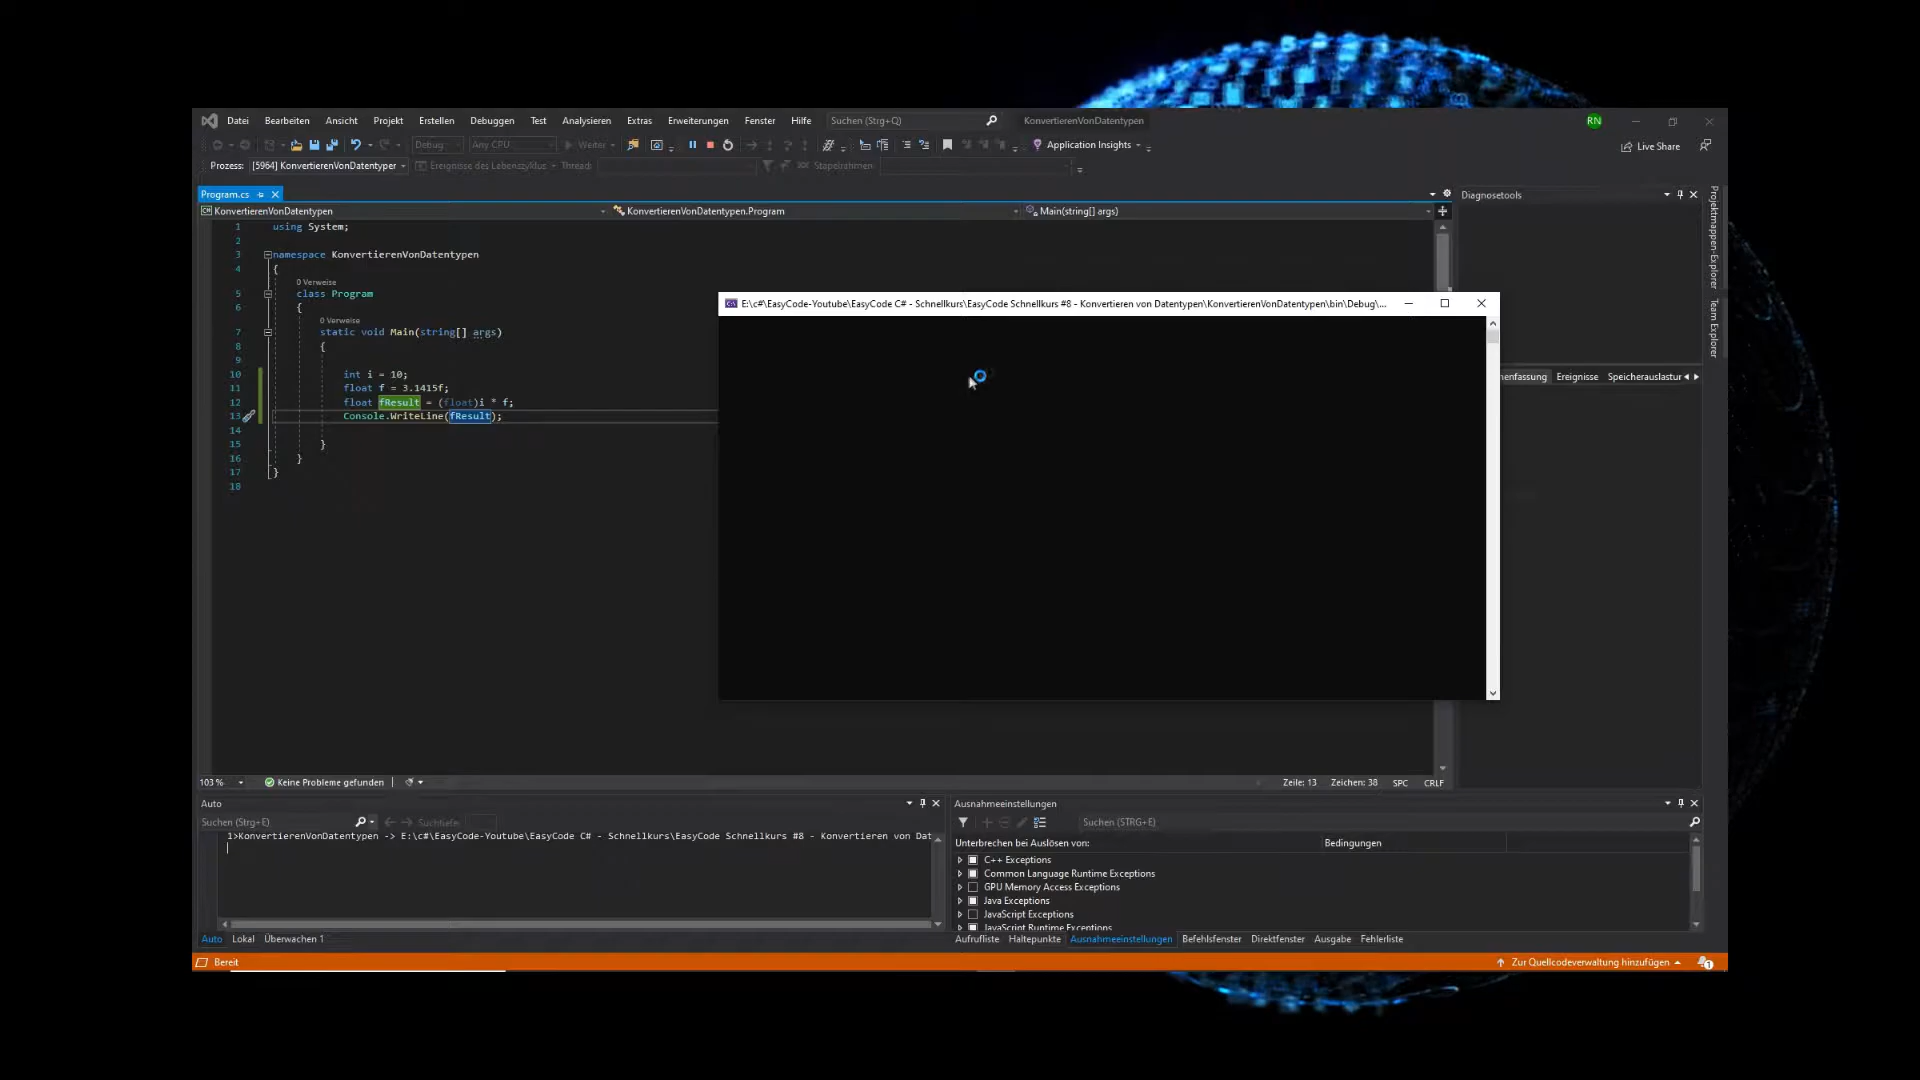 Datei Bearbeiten Ansicht Projekt Erstellen Debuggen Test Analysieren Extras Erweiterungen Fenster Hilfe Suchen (Strg+Q) KonvertierenVonDatentypen RN
Debug Any CPU Weiter Application Insights Live Share
Prozess: [5964] KonvertierenVonDatentyper Ereignisse des Lebenszyklus Thread: Stapelrahmen:
Program.cs
Diagnosetools
KonvertierenVonDatentypen KonvertierenVonDatentypen.Program Main(string[] args)
1 using System;
2
3 namespace KonvertierenVonDatentypen
4 {
0 Verweise
5 class Program
6 {
0 Verweise
7 static void Main(string[] args)
8 {
9
10 int i = 10;
11 float f = 3.1415f;
12 float fResult = (float)i * f;
13 Console.WriteLine(fResult);
14
15 }
16 }
17 }
18
E:\c#\EasyCode-Youtube\EasyCode C# - Schnellkurs\EasyCode Schnellkurs #8 - Konvertieren von Datentypen\KonvertierenVonDatentypen\bin\Debug\...
nenfassung Ereignisse Speicherauslastur
Projektmappen-Explorer
Team Explorer
103 % Keine Probleme gefunden Zeile: 13 Zeichen: 38 SPC CRLF
Auto
Suchen (Strg+E) Suchtiefe:
1>KonvertierenVonDatentypen -> E:\c#\EasyCode-Youtube\EasyCode C# - Schnellkurs\EasyCode Schnellkurs #8 - Konvertieren von Dat
Auto Lokal Überwachen 1
Ausnahmeeinstellungen
Suchen (STRG+E)
Unterbrechen bei Auslösen von: Bedingungen
C++ Exceptions
Common Language Runtime Exceptions
GPU Memory Access Exceptions
Java Exceptions
JavaScript Exceptions
JavaScript Runtime Exceptions
Aufrufliste Haltepunkte Ausnahmeeinstellungen Befehlsfenster Direktfenster Ausgabe Fehlerliste
Bereit Zur Quellcodeverwaltung hinzufügen 1